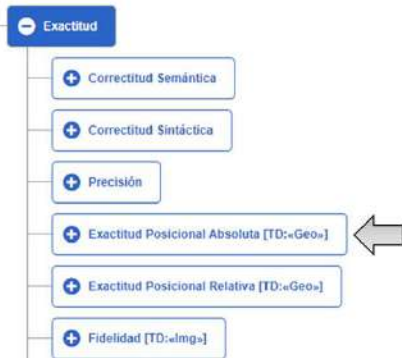 Exactitud
Correctitud Semántica
Correctitud Sintáctica
Precisión
Exactitud Posicional Absoluta [TD:«Geo»]
Exactitud Posicional Relativa [TD:«Geo»]
Fidelidad [TD:«Img»]